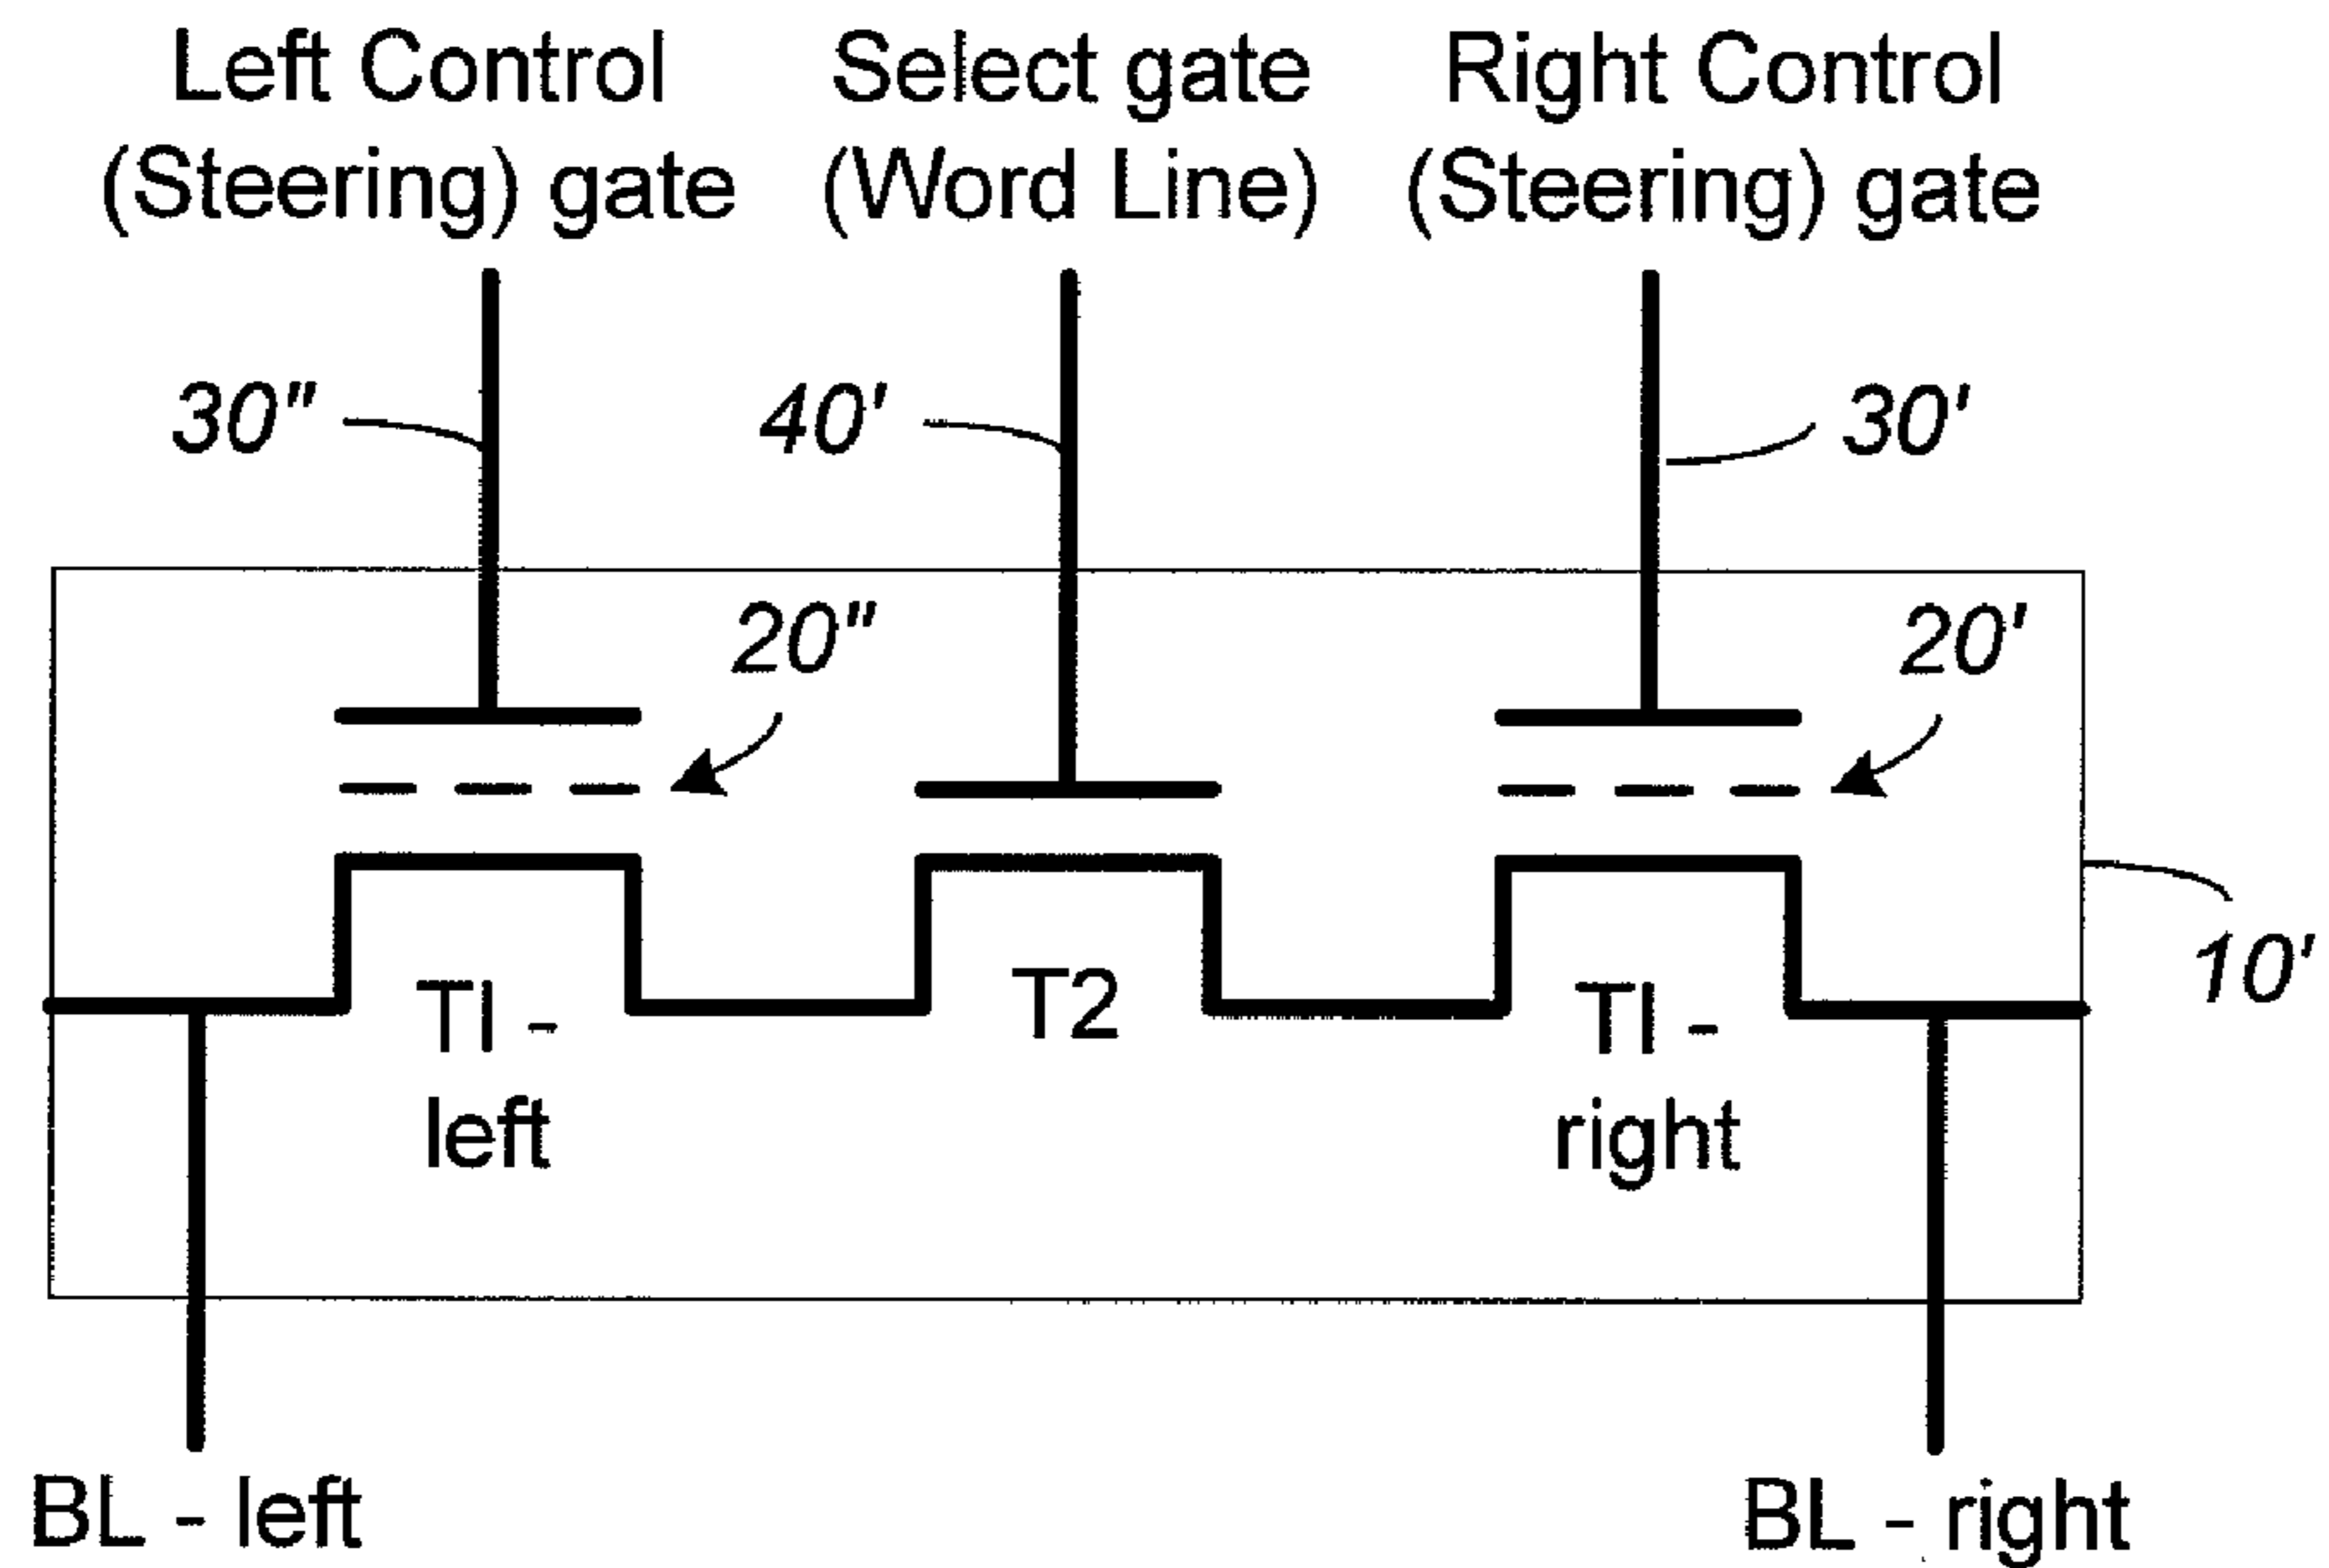 Left Control
(Steering) gate
Select gate
(Word Line)
Right Control
(Steering) gate
30"
40'
30'
20"
20'
10'
TI -
left
T2
TI -
right
BL - left
BL - right